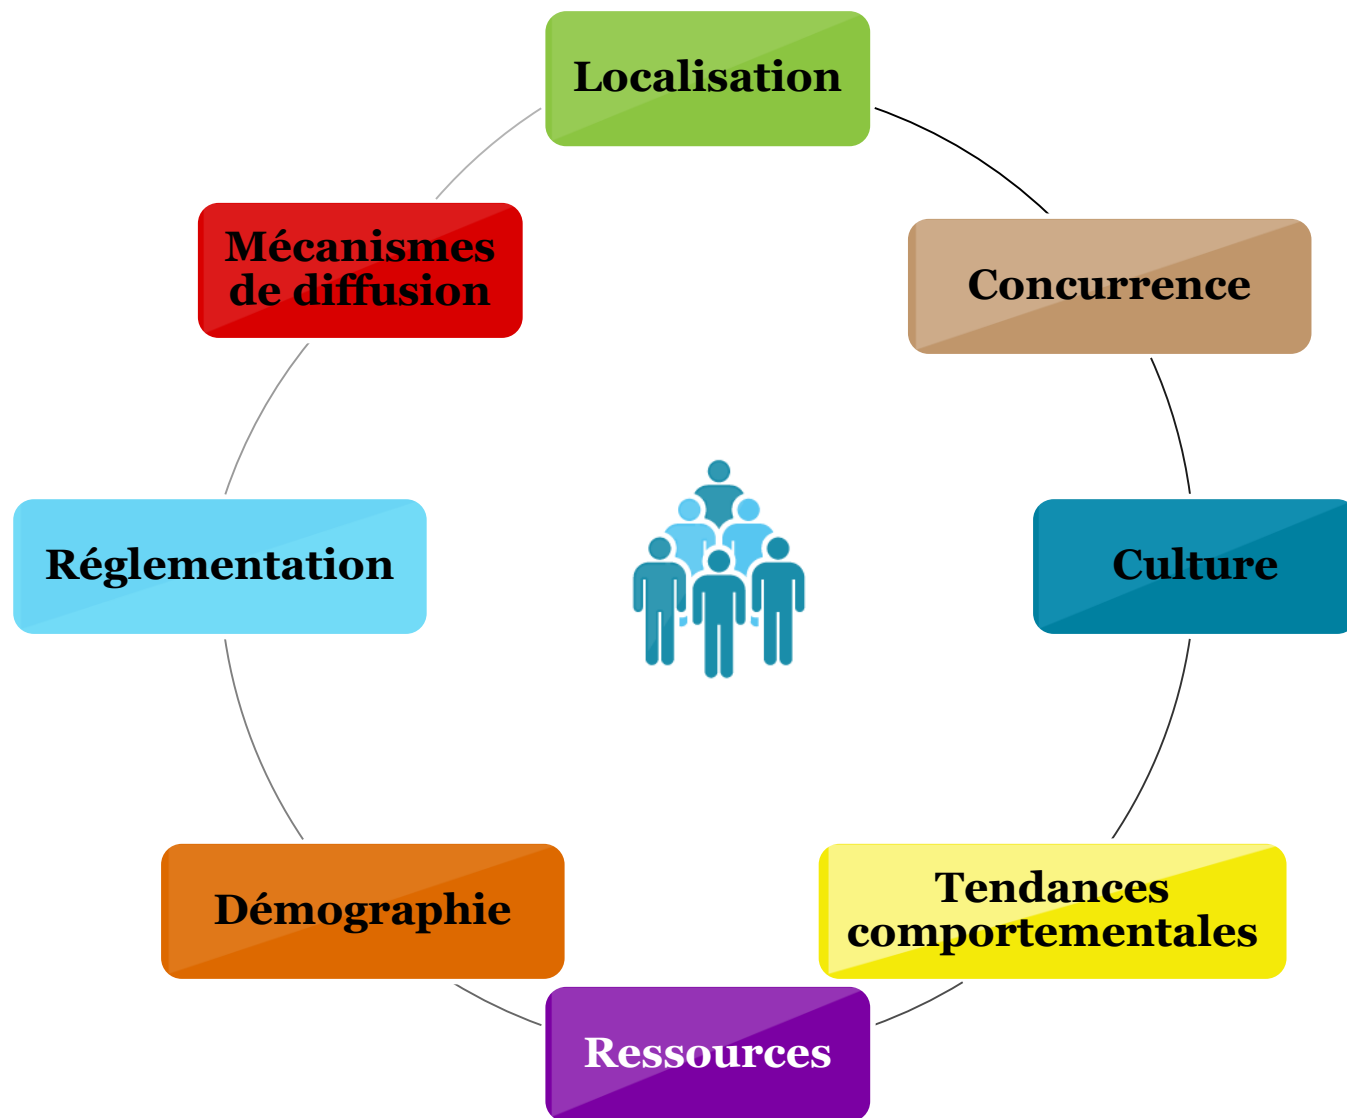 Localisation
Mécanismes
de diffusion
Concurrence
Réglementation
Culture
Démographie
Tendances
comportementales
Ressources